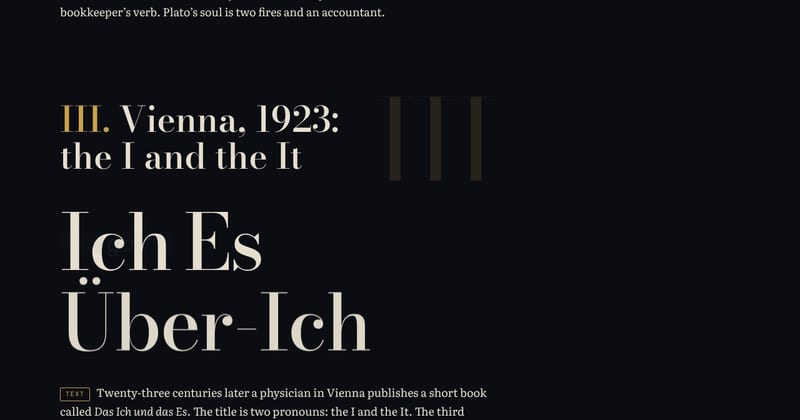 bookkeeper’s verb. Plato’s soul is two fires and an accountant.
III. Vienna, 1923:
the I and the It
III
Ich Es
Über-Ich
TEXT Twenty-three centuries later a physician in Vienna publishes a short book
called Das Ich und das Es. The title is two pronouns: the I and the It. The third